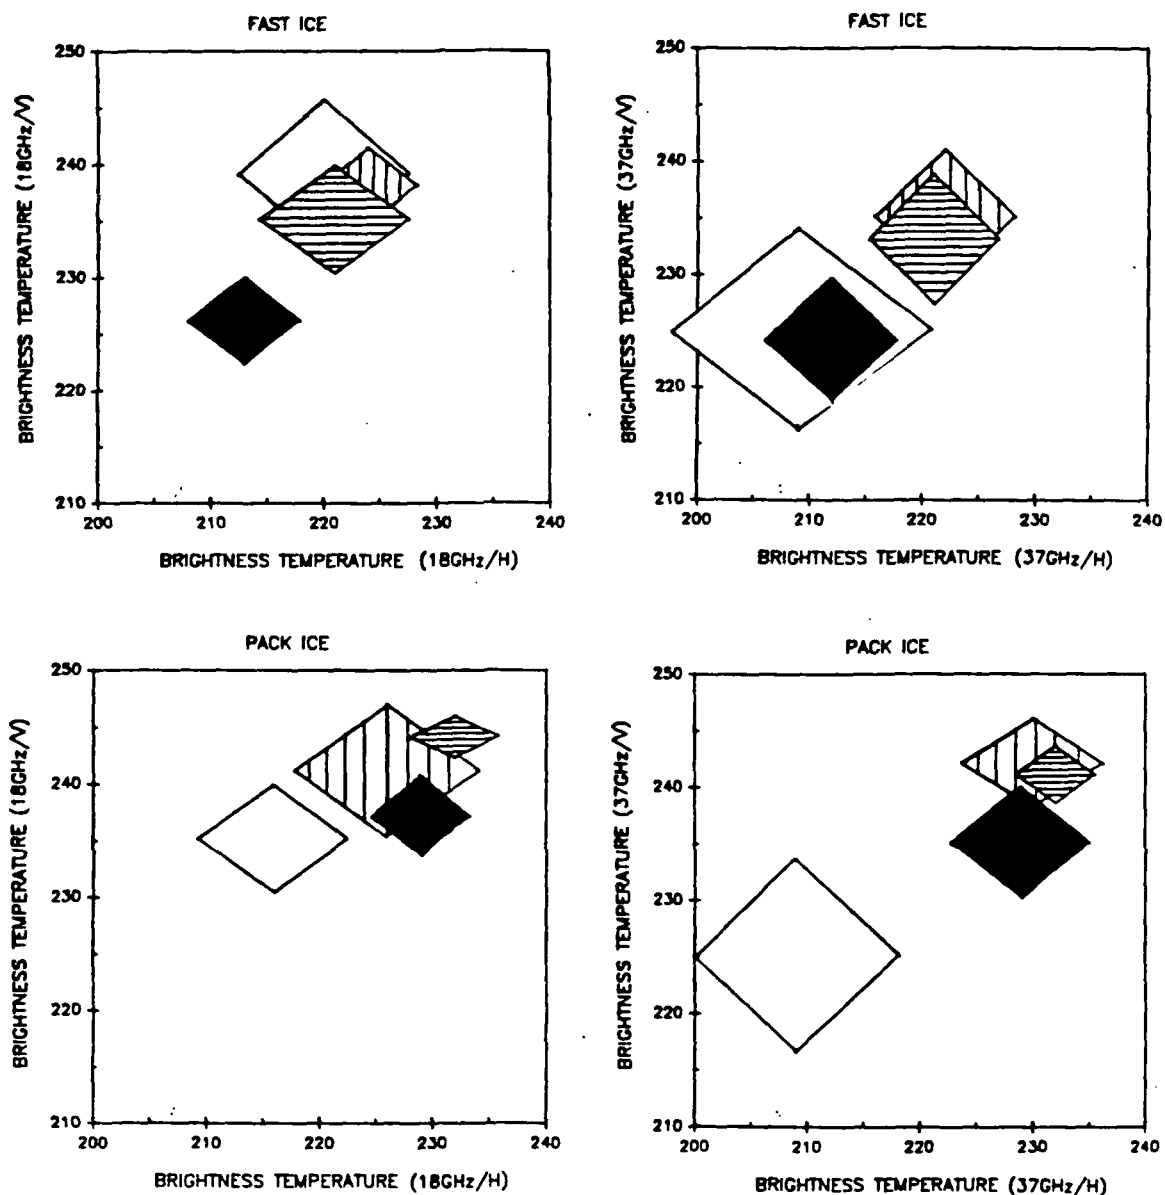 FAST ICE
BRIGHTNESS TEMPERATURE (18GHz/V)
250
240
230
220
210
200 210 220 230 240
BRIGHTNESS TEMPERATURE (18GHz/H)
FAST ICE
BRIGHTNESS TEMPERATURE (37GHz/V)
250
240
230
220
210
200 210 220 230 240
BRIGHTNESS TEMPERATURE (37GHz/H)
PACK ICE
BRIGHTNESS TEMPERATURE (18GHz/V)
250
240
230
220
210
200 210 220 230 240
BRIGHTNESS TEMPERATURE (18GHz/H)
PACK ICE
BRIGHTNESS TEMPERATURE (37GHz/V)
250
240
230
220
210
200 210 220 230 240
BRIGHTNESS TEMPERATURE (37GHz/H)